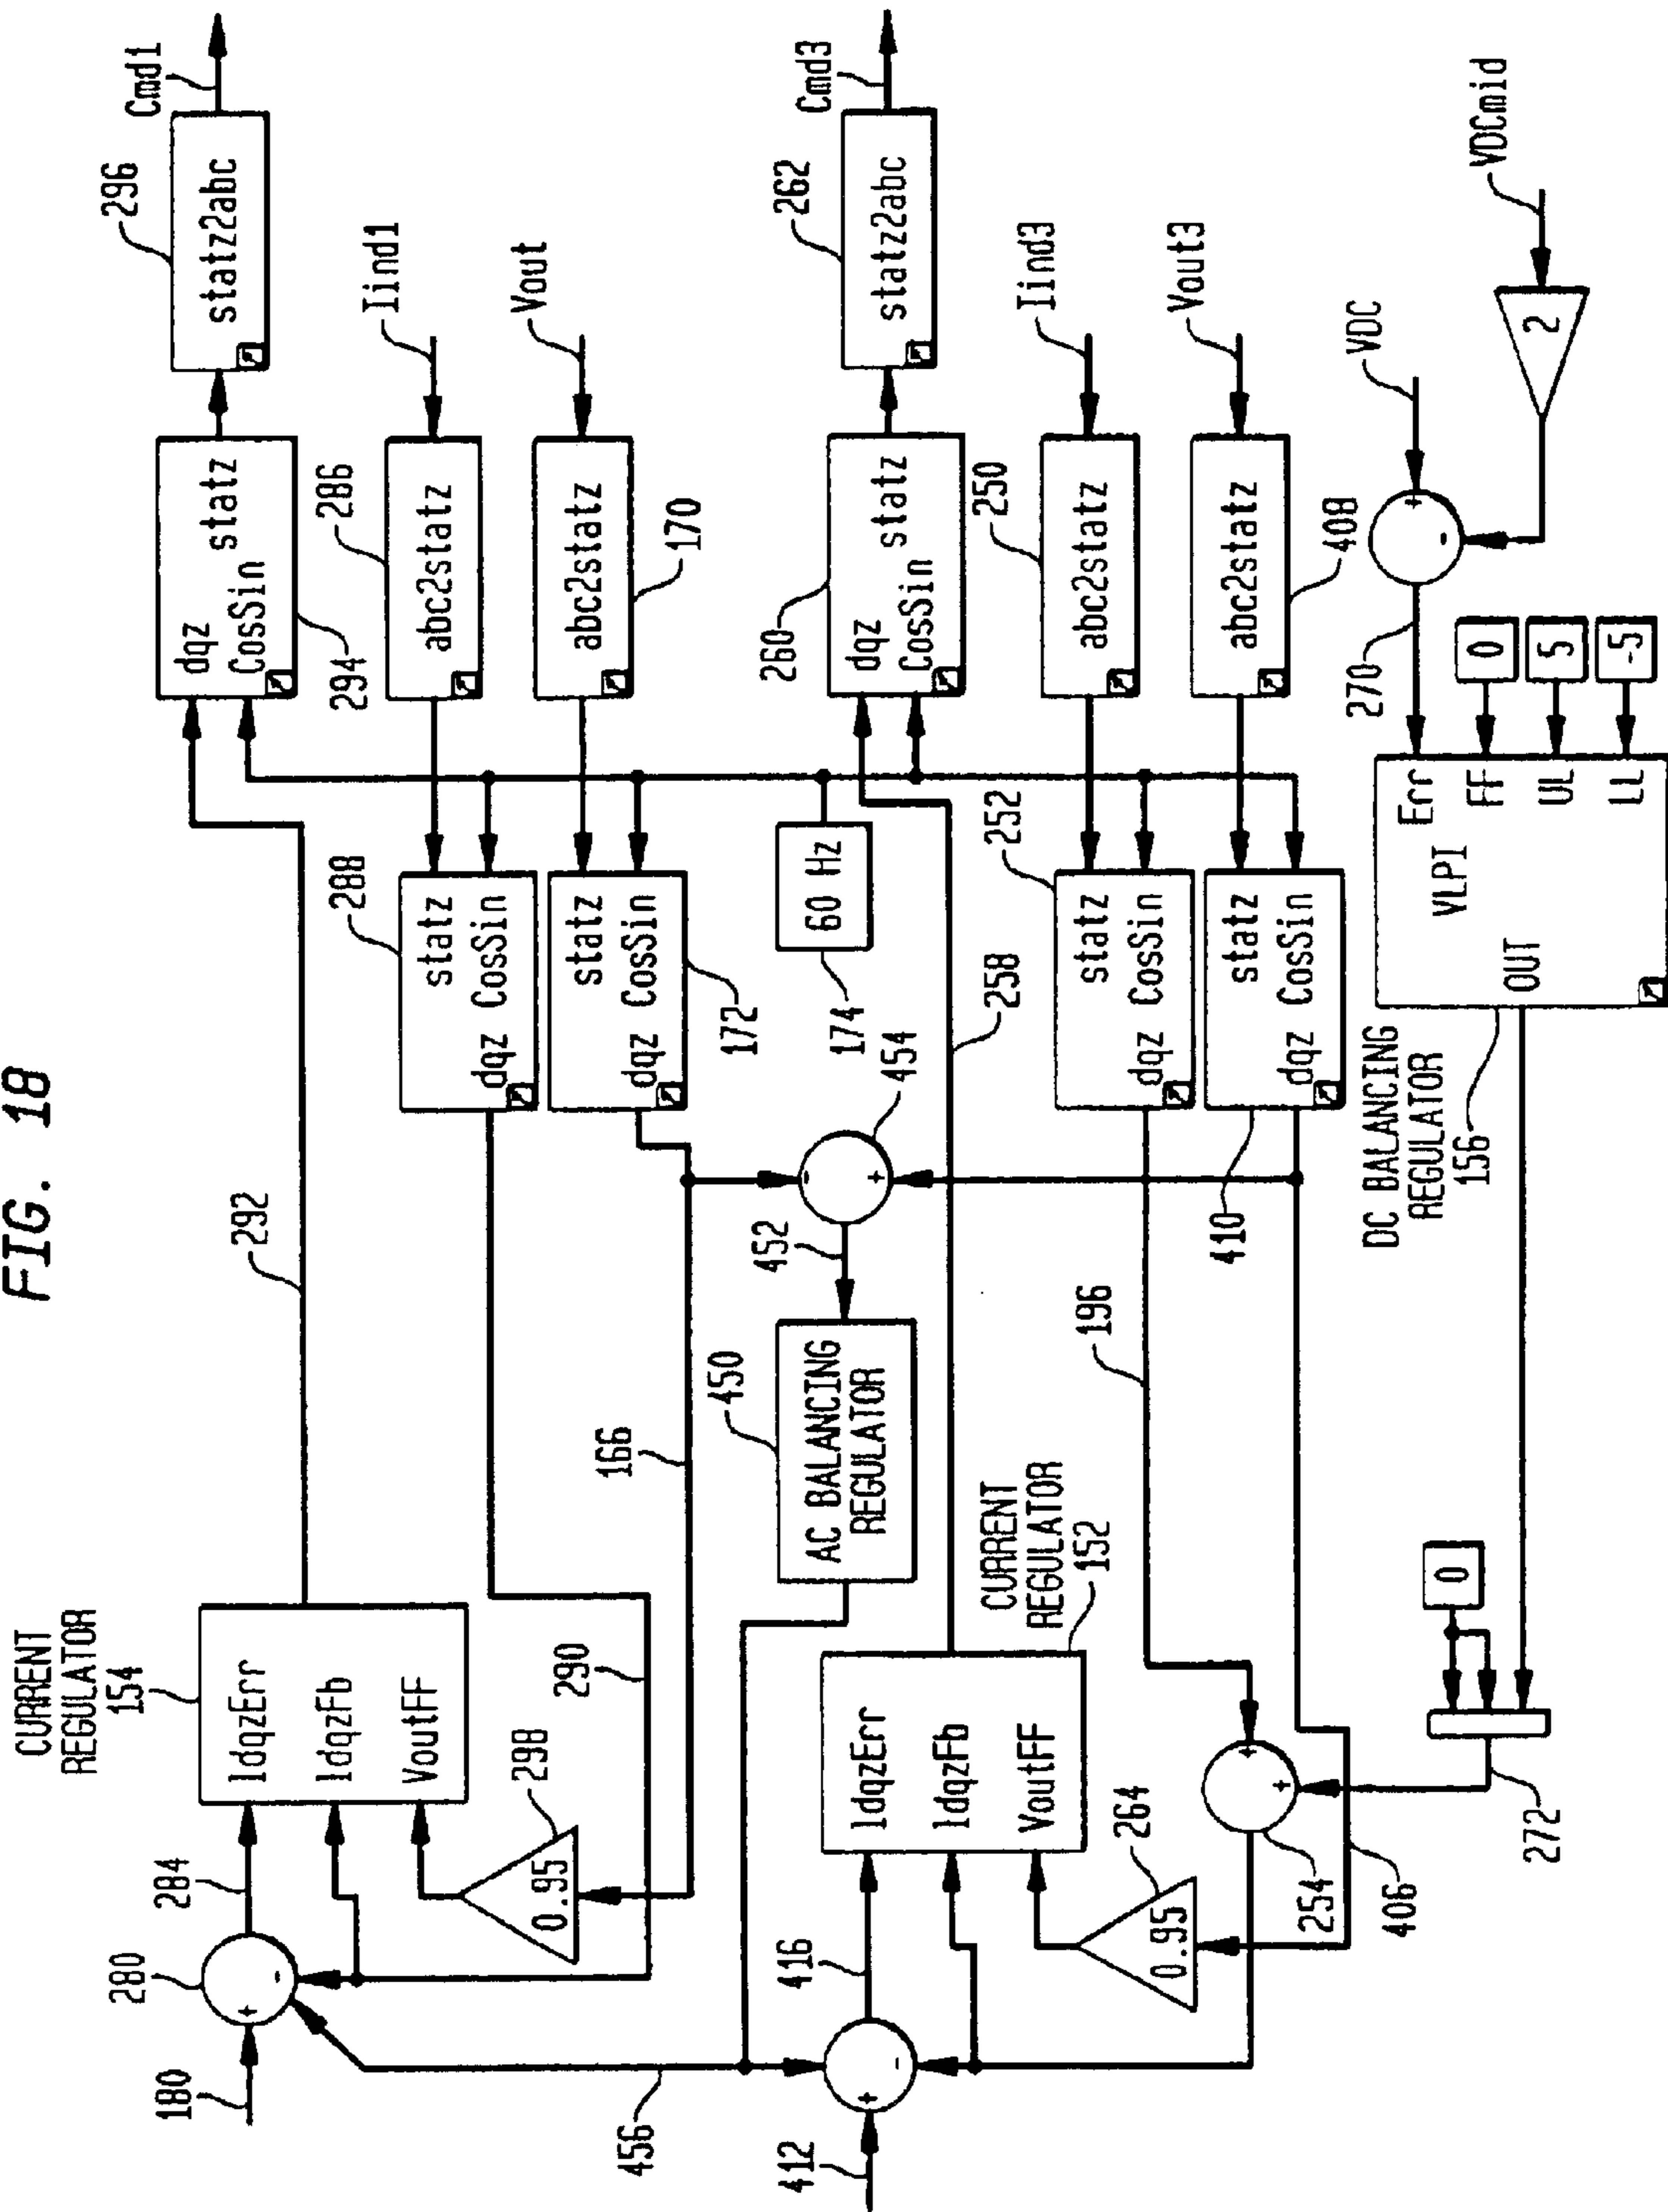 FIG. 18
CURRENT
REGULATOR
154
180
280
+
-
284
IdqzErr
IdqzFb
VoutFF
292
dqz
CosSin
statz
294
296
statz2abc
Cmd1
0.95
298
290
288
statz
dqz CosSin
286
abc2statz
Iind1
166
statz
dqz CosSin
172
abc2statz
170
Vout
456
450
AC BALANCING
REGULATOR
452
-
+
454
60 Hz
174
412
+
-
416
CURRENT
REGULATOR
152
IdqzErr
IdqzFb
VoutFF
258
260
dqz
CosSin
statz
262
statz2abc
Cmd3
0.95
264
196
252
statz
dqz CosSin
250
abc2statz
Iind3
254
+
+
406
410
statz
dqz CosSin
abc2statz
408
Vout3
272
0
DC BALANCING
REGULATOR
156
OUT
VLPI
Err
FF
UL
LL
270
0
5
-5
+
-
VDC
2
VDCmid